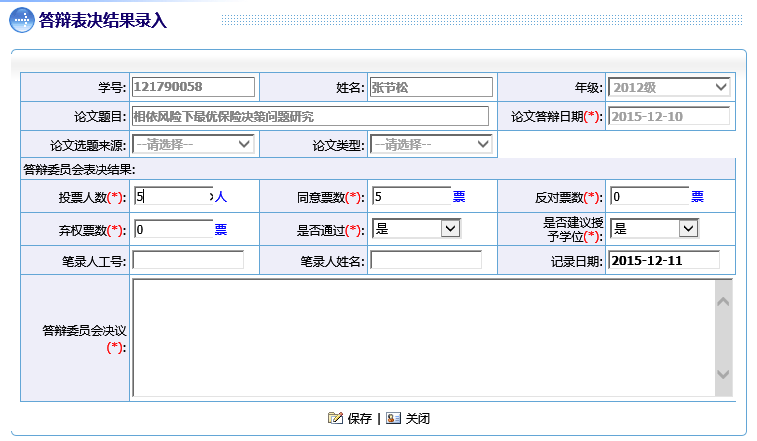 答辩表决结果录入
学号: 121790058 姓名: 张节松 年级: 2012级
论文题目: 相依风险下最优保险决策问题研究 论文答辩日期(*): 2015-12-10
论文选题来源: --请选择-- 论文类型: --请选择--
答辩委员会表决结果:
投票人数(*): 5 人 同意票数(*): 5 票 反对票数(*): 0 票
弃权票数(*): 0 票 是否通过(*): 是 是否建议授
予学位(*): 是
笔录人工号: 笔录人姓名: 记录日期: 2015-12-11
答辩委员会决议
(*):
保存 | 关闭